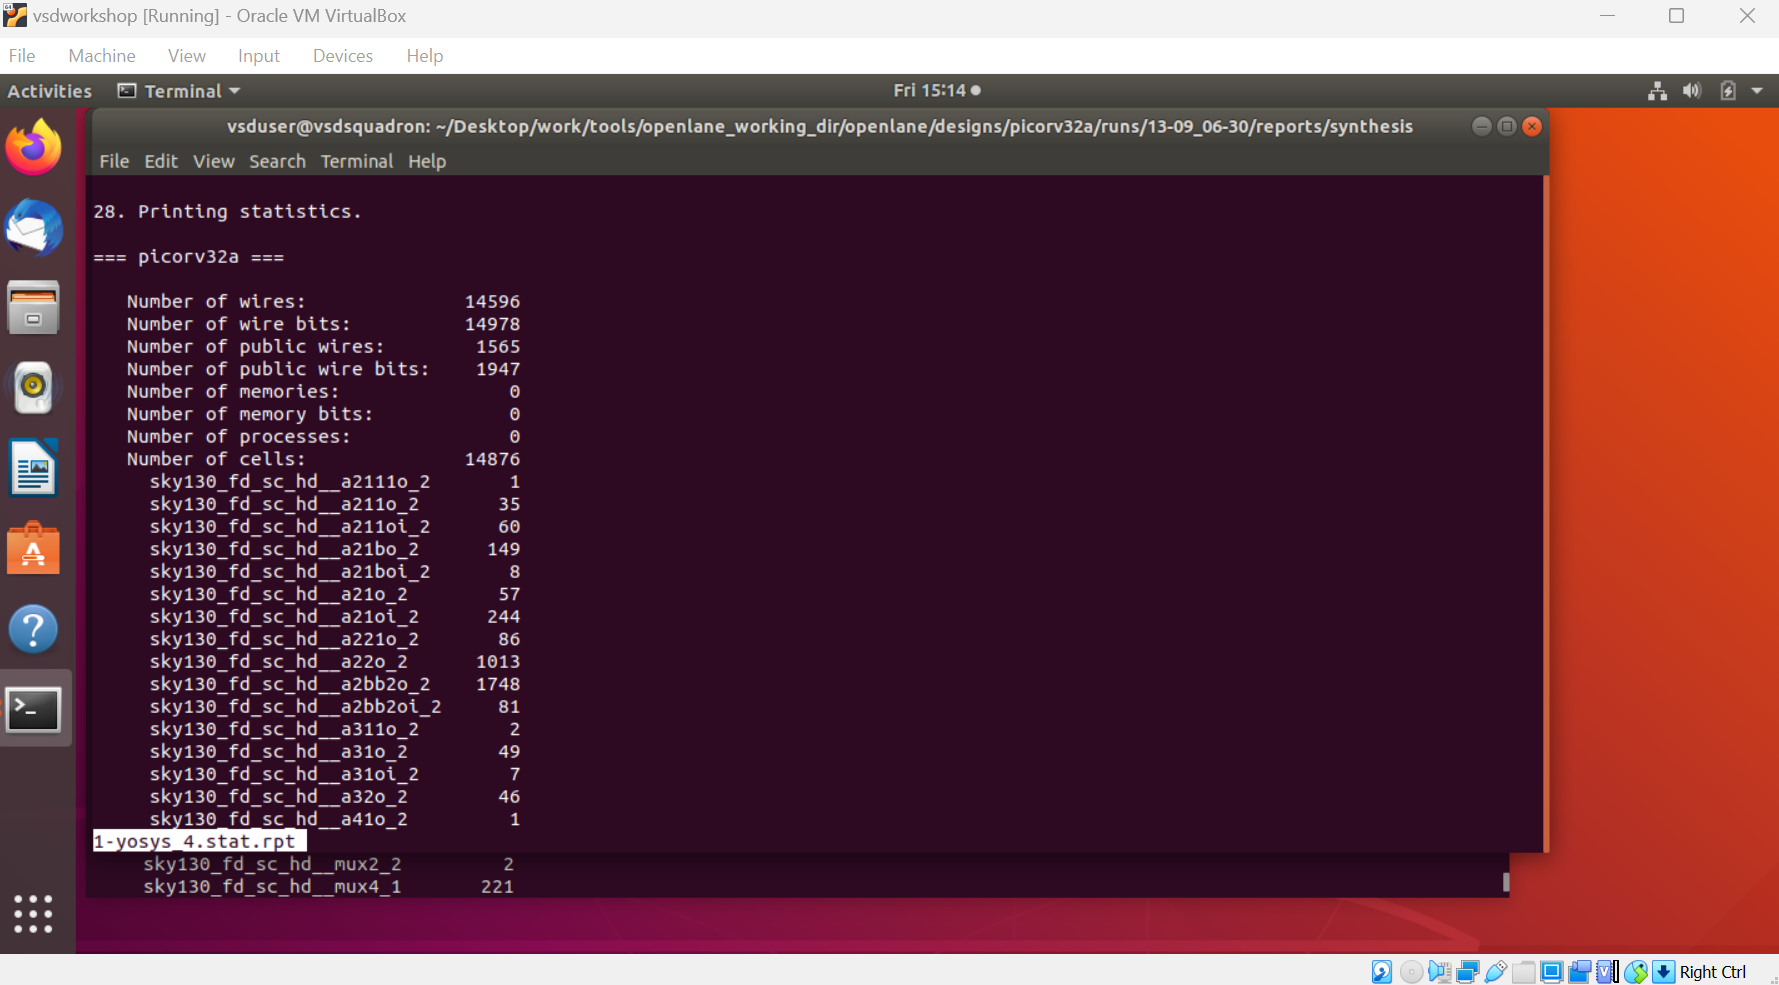 vsdworkshop [Running] - Oracle VM VirtualBox
File Machine View Input Devices Help
Activities Terminal Fri 15:14
vsduser@vsdsquadron: ~/Desktop/work/tools/openlane_working_dir/openlane/designs/picorv32a/runs/13-09_06-30/reports/synthesis
File Edit View Search Terminal Help
28. Printing statistics.
=== picorv32a ===
Number of wires: 14596
Number of wire bits: 14978
Number of public wires: 1565
Number of public wire bits: 1947
Number of memories: 0
Number of memory bits: 0
Number of processes: 0
Number of cells: 14876
sky130_fd_sc_hd__a2111o_2 1
sky130_fd_sc_hd__a211o_2 35
sky130_fd_sc_hd__a211oi_2 60
sky130_fd_sc_hd__a21bo_2 149
sky130_fd_sc_hd__a21boi_2 8
sky130_fd_sc_hd__a21o_2 57
sky130_fd_sc_hd__a21oi_2 244
sky130_fd_sc_hd__a221o_2 86
sky130_fd_sc_hd__a22o_2 1013
sky130_fd_sc_hd__a2bb2o_2 1748
sky130_fd_sc_hd__a2bb2oi_2 81
sky130_fd_sc_hd__a311o_2 2
sky130_fd_sc_hd__a31o_2 49
sky130_fd_sc_hd__a31oi_2 7
sky130_fd_sc_hd__a32o_2 46
sky130_fd_sc_hd__a41o_2 1
1-yosys_4.stat.rpt
sky130_fd_sc_hd__mux2_2 2
sky130_fd_sc_hd__mux4_1 221
Right Ctrl